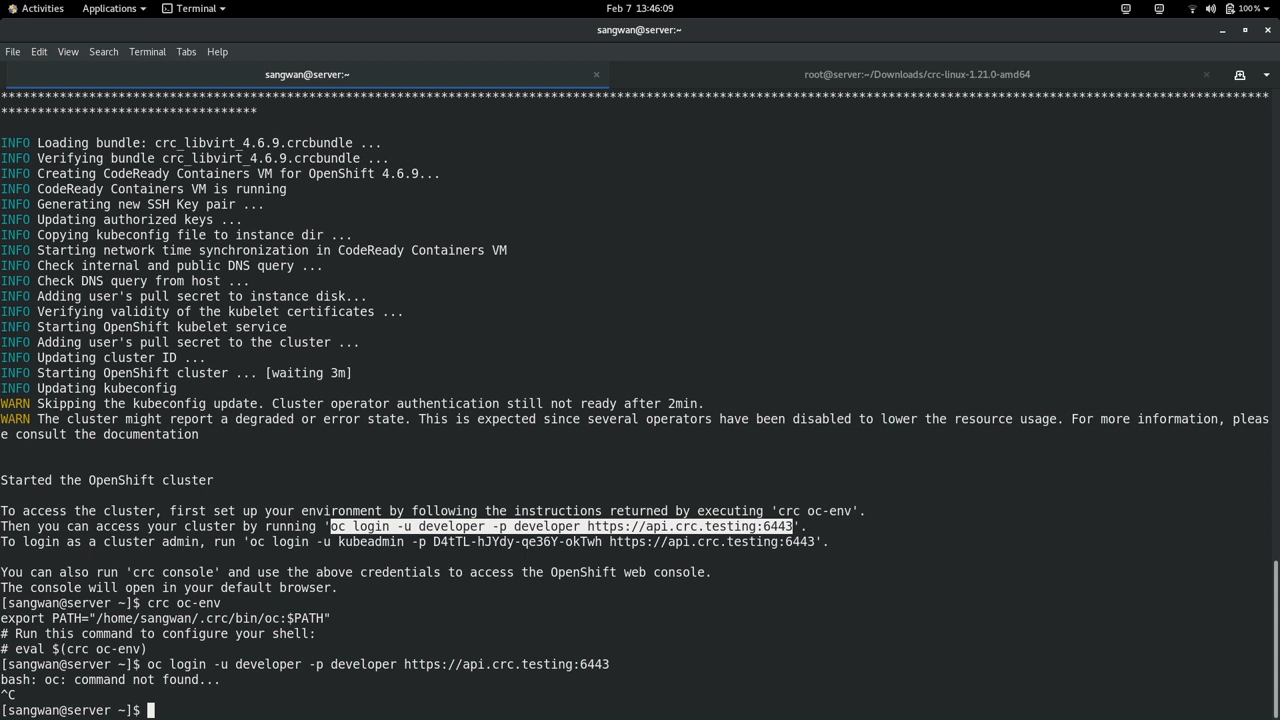 Activities Applications Terminal Feb 7 13:46:09 100%
sangwan@server:~
File Edit View Search Terminal Tabs Help
sangwan@server:~ × root@server:~/Downloads/crc-linux-1.21.0-amd64 ×
INFO Loading bundle: crc_libvirt_4.6.9.crcbundle ...
INFO Verifying bundle crc_libvirt_4.6.9.crcbundle ...
INFO Creating CodeReady Containers VM for OpenShift 4.6.9...
INFO CodeReady Containers VM is running
INFO Generating new SSH Key pair ...
INFO Updating authorized keys ...
INFO Copying kubeconfig file to instance dir ...
INFO Starting network time synchronization in CodeReady Containers VM
INFO Check internal and public DNS query ...
INFO Check DNS query from host ...
INFO Adding user's pull secret to instance disk...
INFO Verifying validity of the kubelet certificates ...
INFO Starting OpenShift kubelet service
INFO Adding user's pull secret to the cluster ...
INFO Updating cluster ID ...
INFO Starting OpenShift cluster ... [waiting 3m]
INFO Updating kubeconfig
WARN Skipping the kubeconfig update. Cluster operator authentication still not ready after 2min.
WARN The cluster might report a degraded or error state. This is expected since several operators have been disabled to lower the resource usage. For more information, pleas
e consult the documentation
Started the OpenShift cluster
To access the cluster, first set up your environment by following the instructions returned by executing 'crc oc-env'.
Then you can access your cluster by running 'oc login -u developer -p developer https://api.crc.testing:6443'.
To login as a cluster admin, run 'oc login -u kubeadmin -p D4tTL-hJYdy-qe36Y-okTwh https://api.crc.testing:6443'.
You can also run 'crc console' and use the above credentials to access the OpenShift web console.
The console will open in your default browser.
[sangwan@server ~]$ crc oc-env
export PATH="/home/sangwan/.crc/bin/oc:$PATH"
# Run this command to configure your shell:
# eval $(crc oc-env)
[sangwan@server ~]$ oc login -u developer -p developer https://api.crc.testing:6443
bash: oc: command not found...
^C
[sangwan@server ~]$